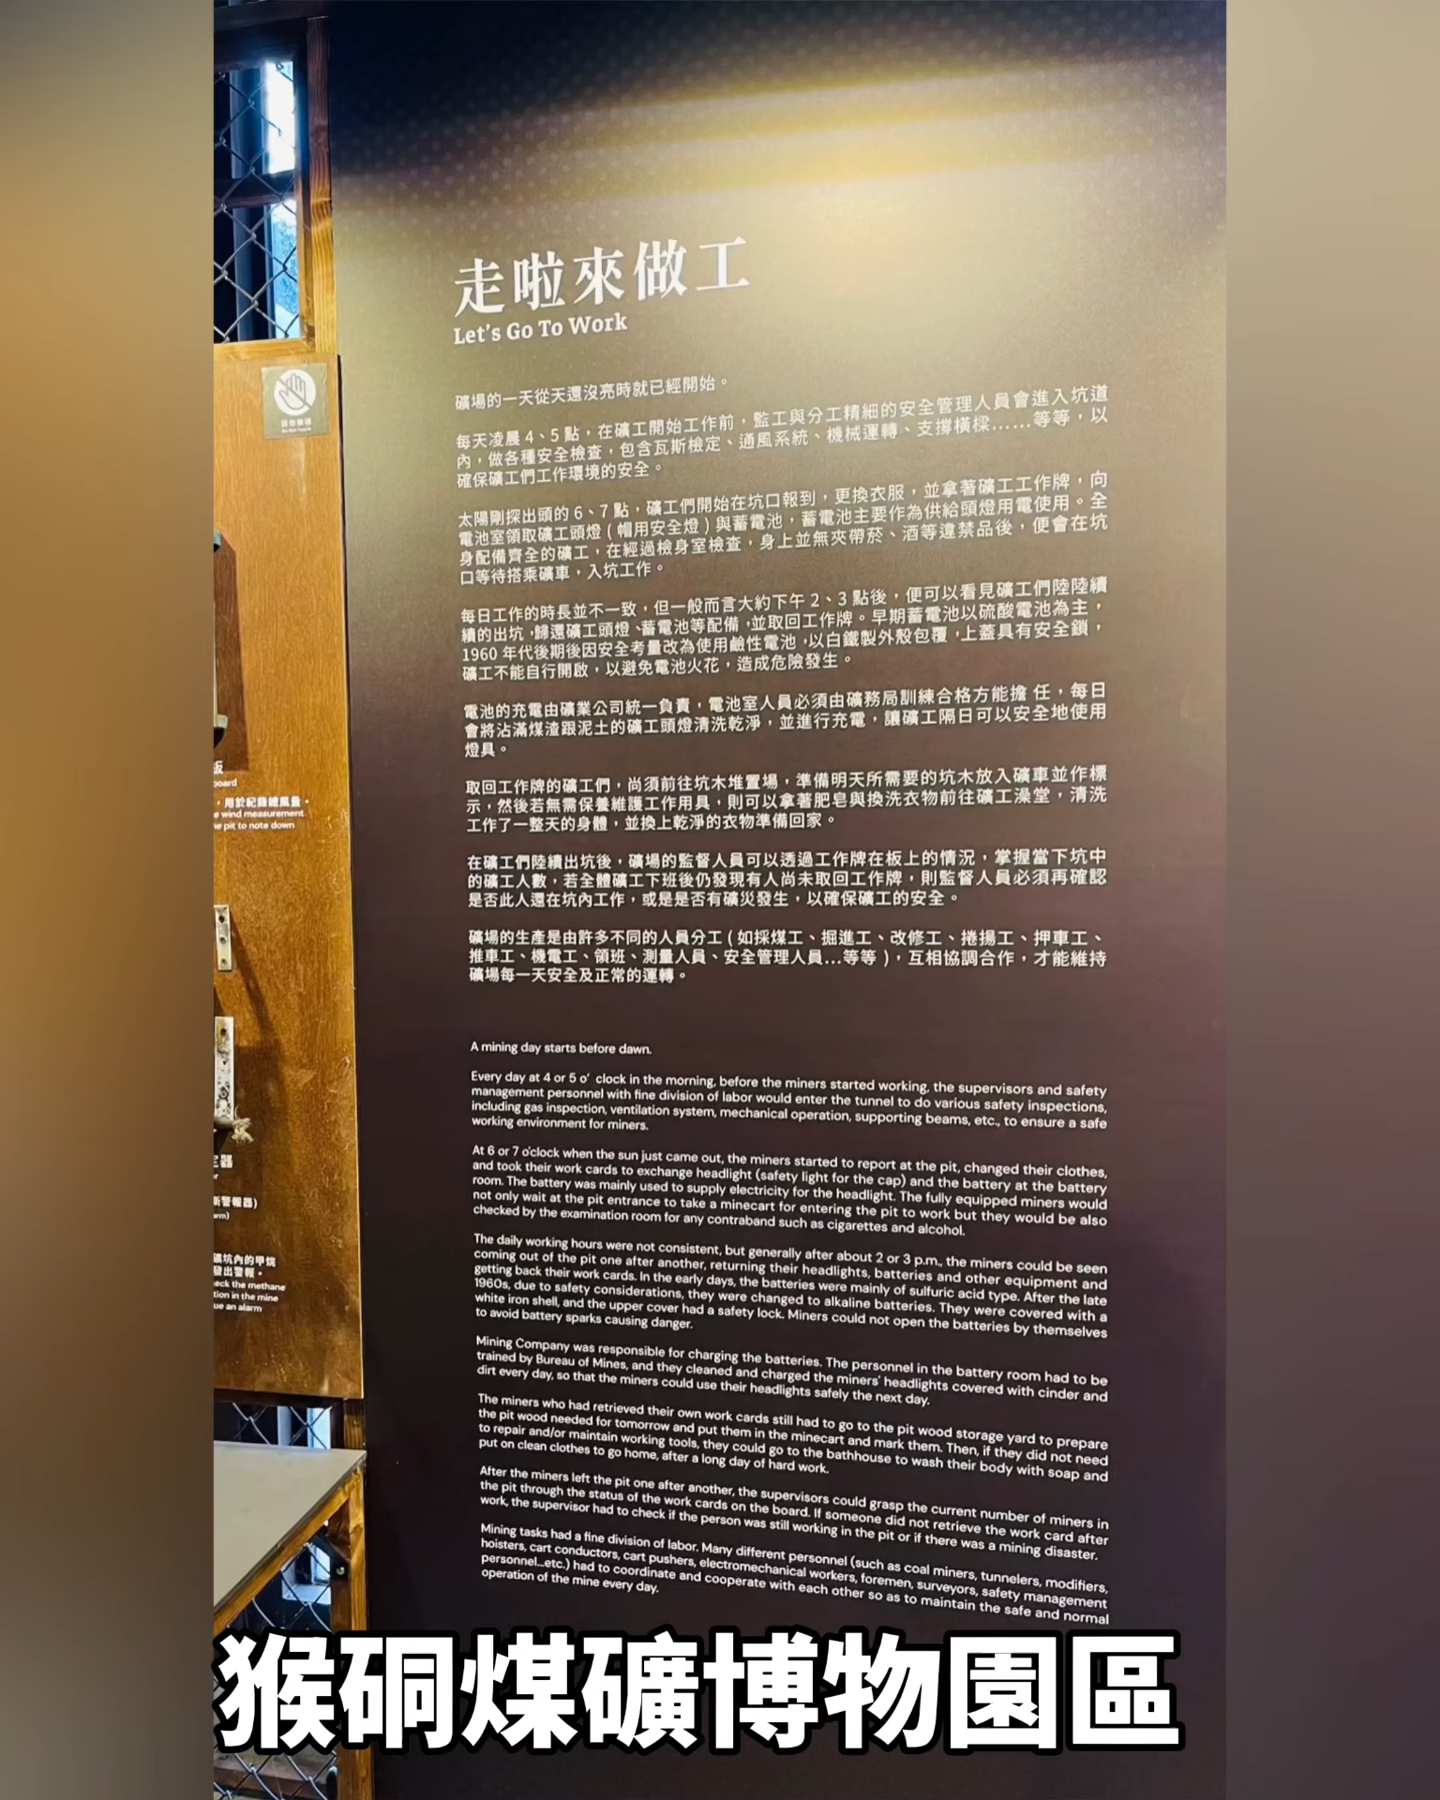 走啦來做工
Let's Go To Work
礦場的一天從天還沒亮時就已經開始。
每天凌晨 4、5 點，在礦工開始工作前，監工與分工精細的安全管理人員會進入坑道
內，做各種安全檢查，包含瓦斯檢定、通風系統、機械運轉、支撐橫樑……等等，以
確保礦工們工作環境的安全。
太陽剛探出頭的 6、7 點，礦工們開始在坑口報到，更換衣服，並拿著礦工工作牌，向
電池室領取礦工頭燈 ( 帽用安全燈 ) 與蓄電池，蓄電池主要作為供給頭燈用電使用。全
身配備齊全的礦工，在經過檢身室檢查，身上並無夾帶菸、酒等違禁品後，便會在坑
口等待搭乘礦車，入坑工作。
每日工作的時長並不一致，但一般而言大約下午 2、3 點後，便可以看見礦工們陸陸續
續的出坑，歸還礦工頭燈、蓄電池等配備，並取回工作牌。早期蓄電池以硫酸電池為主，
1960 年代後期後因安全考量改為使用鹼性電池，以白鐵製外殼包覆，上蓋具有安全鎖，
礦工不能自行開啟，以避免電池火花，造成危險發生。
電池的充電由礦業公司統一負責，電池室人員必須由礦務局訓練合格方能擔 任，每日
會將沾滿煤渣跟泥土的礦工頭燈清洗乾淨，並進行充電，讓礦工隔日可以安全地使用
燈具。
取回工作牌的礦工們，尚須前往坑木堆置場，準備明天所需要的坑木放入礦車並作標
示，然後若無需保養維護工作用具，則可以拿著肥皂與換洗衣物前往礦工澡堂，清洗
工作了一整天的身體，並換上乾淨的衣物準備回家。
在礦工們陸續出坑後，礦場的監督人員可以透過工作牌在板上的情況，掌握當下坑中
的礦工人數，若全體礦工下班後仍發現有人尚未取回工作牌，則監督人員必須再確認
是否此人還在坑內工作，或是是否有礦災發生，以確保礦工的安全。
礦場的生產是由許多不同的人員分工 ( 如採煤工、掘進工、改修工、捲揚工、押車工、
推車工、機電工、領班、測量人員、安全管理人員…等等 )，互相協調合作，才能維持
礦場每一天安全及正常的運轉。
A mining day starts before dawn.
Every day at 4 or 5 o' clock in the morning, before the miners started working, the supervisors and safety
management personnel with fine division of labor would enter the tunnel to do various safety inspections,
including gas inspection, ventilation system, mechanical operation, supporting beams, etc., to ensure a safe
working environment for miners.
At 6 or 7 o'clock when the sun just came out, the miners started to report at the pit, changed their clothes,
and took their work cards to exchange headlight (safety light for the cap) and the battery at the battery
room. The battery was mainly used to supply electricity for the headlight. The fully equipped miners would
not only wait at the pit entrance to take a minecart for entering the pit to work but they would be also
checked by the examination room for any contraband such as cigarettes and alcohol.
The daily working hours were not consistent, but generally after about 2 or 3 p.m., the miners could be seen
coming out of the pit one after another, returning their headlights, batteries and other equipment and
getting back their work cards. In the early days, the batteries were mainly of sulfuric acid type. After the late
1960s, due to safety considerations, they were changed to alkaline batteries. They were covered with a
white iron shell, and the upper cover had a safety lock. Miners could not open the batteries by themselves
to avoid battery sparks causing danger.
Mining Company was responsible for charging the batteries. The personnel in the battery room had to be
trained by Bureau of Mines, and they cleaned and charged the miners' headlights covered with cinder and
dirt every day, so that the miners could use their headlights safely the next day.
The miners who had retrieved their own work cards still had to go to the pit wood storage yard to prepare
the pit wood needed for tomorrow and put them in the minecart and mark them. Then, if they did not need
to repair and/or maintain working tools, they could go to the bathhouse to wash their body with soap and
put on clean clothes to go home, after a long day of hard work.
After the miners left the pit one after another, the supervisors could grasp the current number of miners in
the pit through the status of the work cards on the board. If someone did not retrieve the work card after
work, the supervisor had to check if the person was still working in the pit or if there was a mining disaster.
Mining tasks had a fine division of labor. Many different personnel (such as coal miners, tunnelers, modifiers,
hoisters, cart conductors, cart pushers, electromechanical workers, foremen, surveyors, safety management
personnel...etc.) had to coordinate and cooperate with each other so as to maintain the safe and normal
operation of the mine every day.
板
board
，用於紀錄總風量。
wind measurement
pit to note down
定器
警報器)
坑內的甲烷
發出警報。
the methane
in the mine
an alarm
猴硐煤礦博物園區